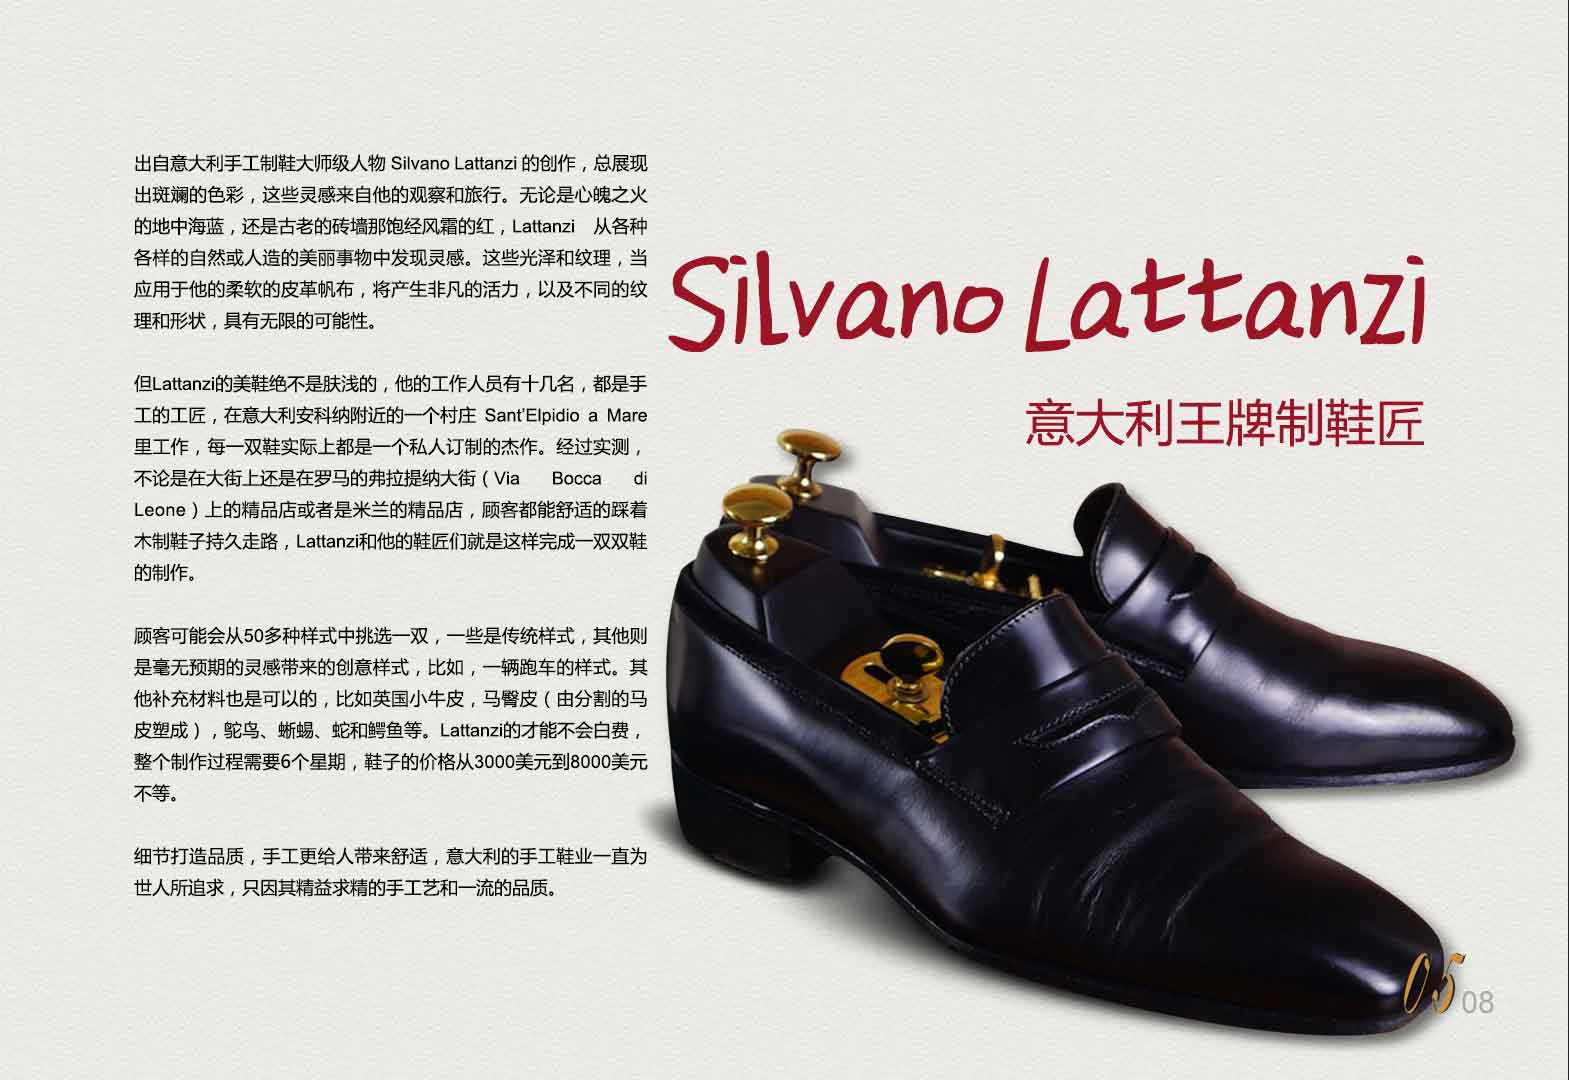 出自意大利手工制鞋大师级人物 Silvano Lattanzi 的创作，总展现
出斑斓的色彩，这些灵感来自他的观察和旅行。无论是心魄之火
的地中海蓝，还是古老的砖墙那饱经风霜的红，Lattanzi 从各种
各样的自然或人造的美丽事物中发现灵感。这些光泽和纹理，当
应用于他的柔软的皮革帆布，将产生非凡的活力，以及不同的纹
理和形状，具有无限的可能性。
但Lattanzi的美鞋绝不是肤浅的，他的工作人员有十几名，都是手
工的工匠，在意大利安科纳附近的一个村庄 Sant’Elpidio a Mare
里工作，每一双鞋实际上都是一个私人订制的杰作。经过实测，
不论是在大街上还是在罗马的弗拉提纳大街（Via Bocca di
Leone）上的精品店或者是米兰的精品店，顾客都能舒适的踩着
木制鞋子持久走路，Lattanzi和他的鞋匠们就是这样完成一双双鞋
的制作。
顾客可能会从50多种样式中挑选一双，一些是传统样式，其他则
是毫无预期的灵感带来的创意样式，比如，一辆跑车的样式。其
他补充材料也是可以的，比如英国小牛皮，马臀皮（由分割的马
皮塑成），鸵鸟、蜥蜴、蛇和鳄鱼等。Lattanzi的才能不会白费，
整个制作过程需要6个星期，鞋子的价格从3000美元到8000美元
不等。
细节打造品质，手工更给人带来舒适，意大利的手工鞋业一直为
世人所追求，只因其精益求精的手工艺和一流的品质。
Silvano Lattanzi
意大利王牌制鞋匠
05 08